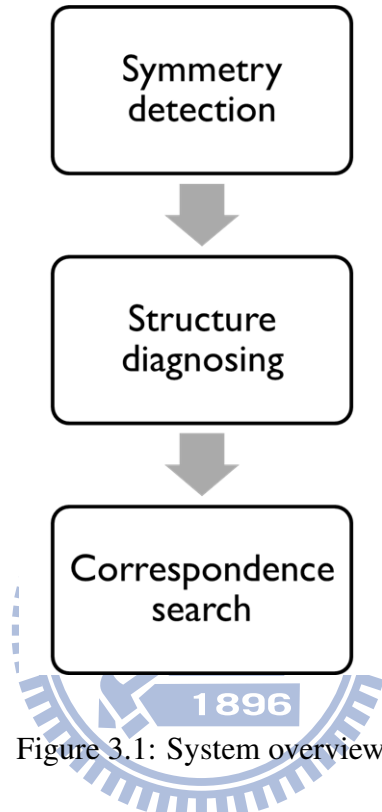 Symmetry
detection
Structure
diagnosing
Correspondence
search
1896
Figure 3.1: System overview